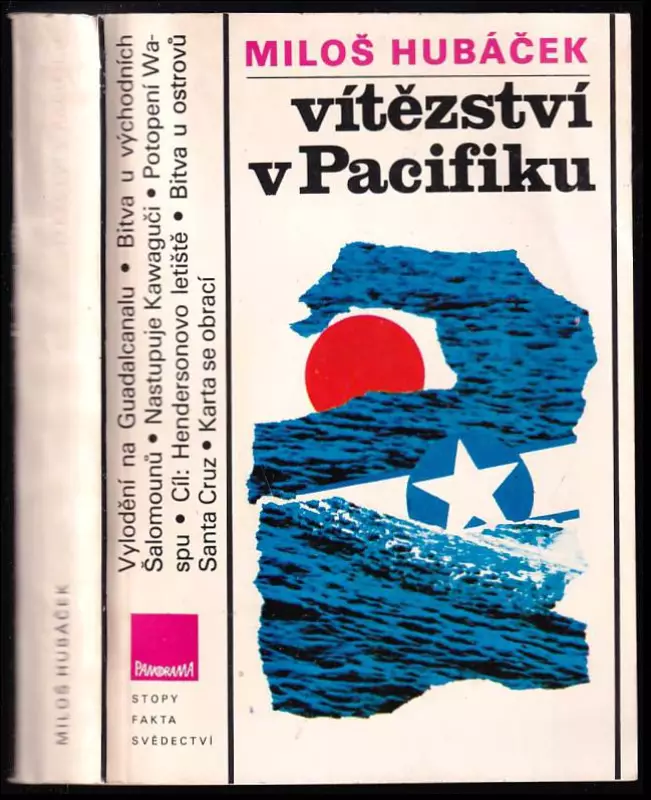 MILOŠ HUBÁČEK
vítězství
v Pacifiku
Vylodění na Guadalcanalu • Bitva u východních
Šalomounů • Nastupuje Kawaguči • Potopení Wa-
spu • Cíl: Hendersonovo letiště • Bitva u ostrovů
Santa Cruz • Karta se obrací
PANORAMA
STOPY
FAKTA
SVĚDECTVÍ
MILOŠ HUBÁČEK